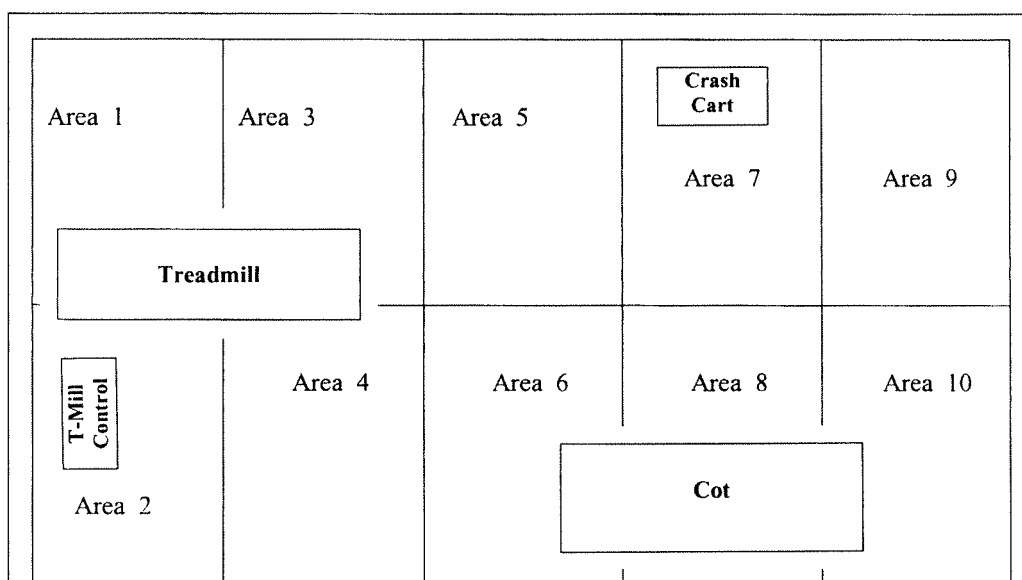 Area 1
Area 3
Area 5
Crash
Cart
Area 7
Area 9
Treadmill
T-Mill
Control
Area 4
Area 6
Area 8
Area 10
Area 2
Cot